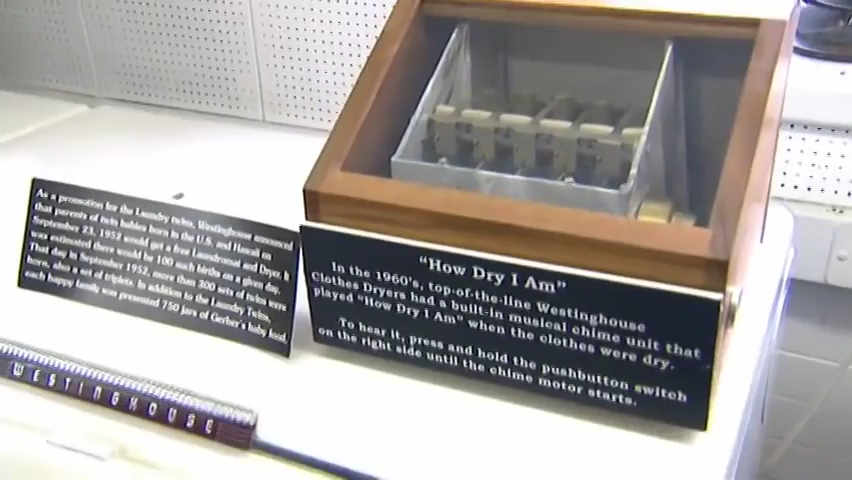 As a promotion for the Laundry twins, Westinghouse announced
that parents of twin babies born in the U.S. and Hawaii on
September 23, 1952 would get a free Laundromat and Dryer. It
was estimated there would be 100 such births on a given day.
That day in September 1952, more than 300 sets of twins were
born, also a set of triplets. In addition to the Laundry Twins,
each happy family was presented 750 jars of Gerber's baby food.
"How Dry I Am"
In the 1960's, top-of-the-line Westinghouse
Clothes Dryers had a built-in musical chime unit that
played "How Dry I Am" when the clothes were dry.
To hear it, press and hold the pushbutton switch
on the right side until the chime motor starts.
WESTINGHOUSE